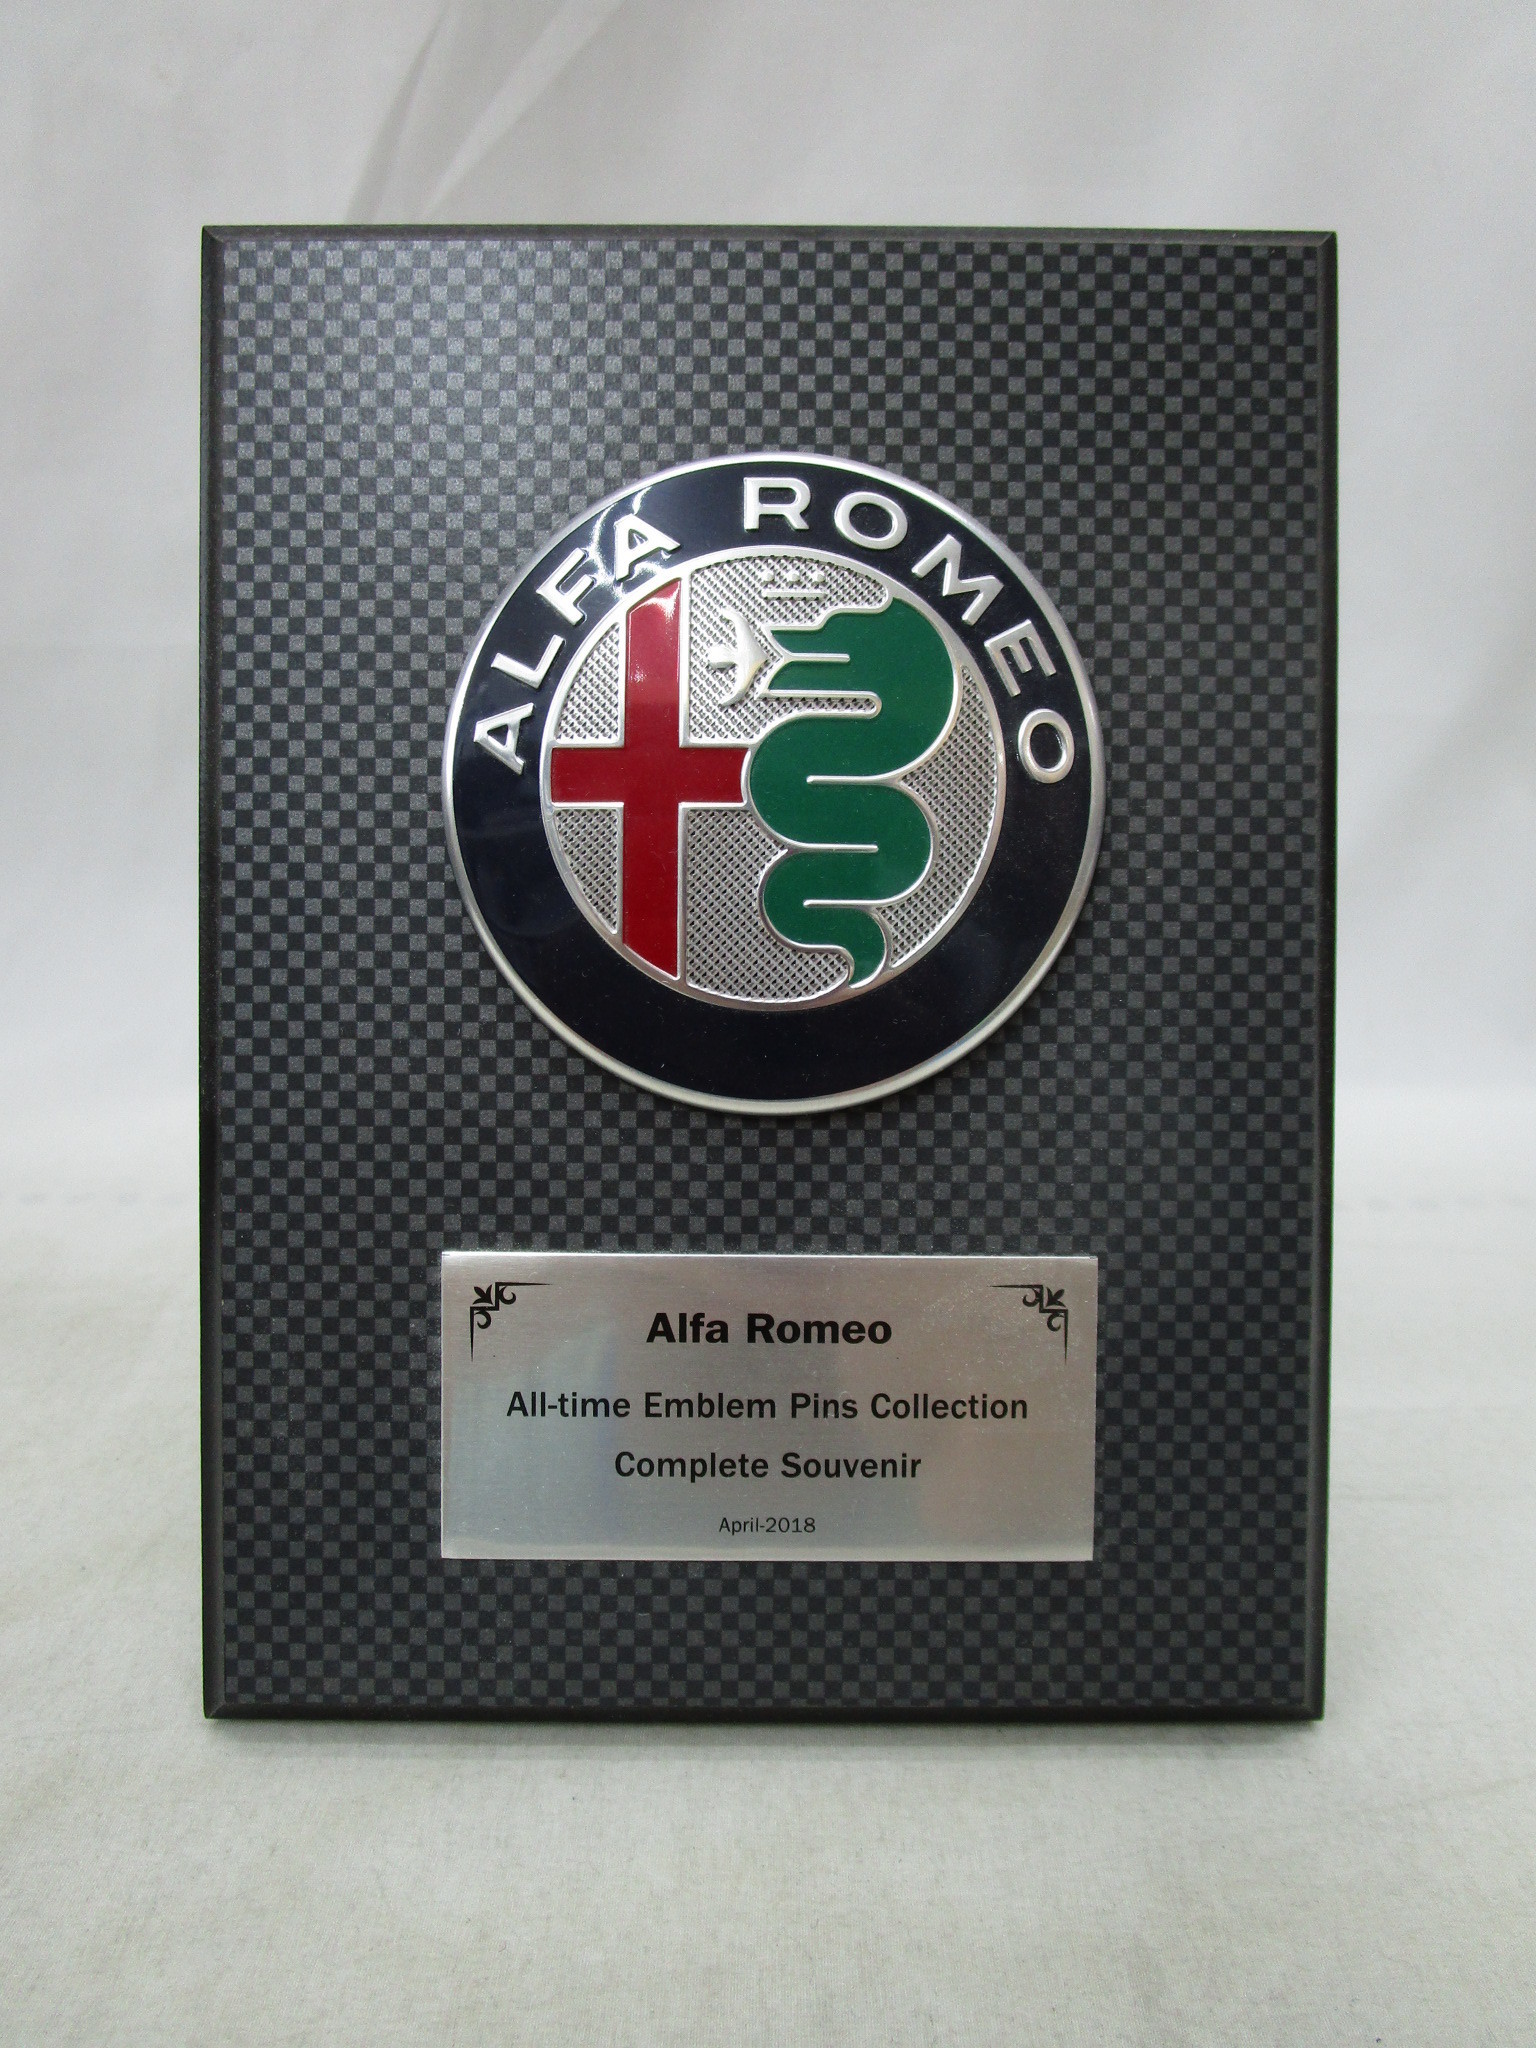 ALFA ROMEO
Alfa Romeo
All-time Emblem Pins Collection
Complete Souvenir
April-2018